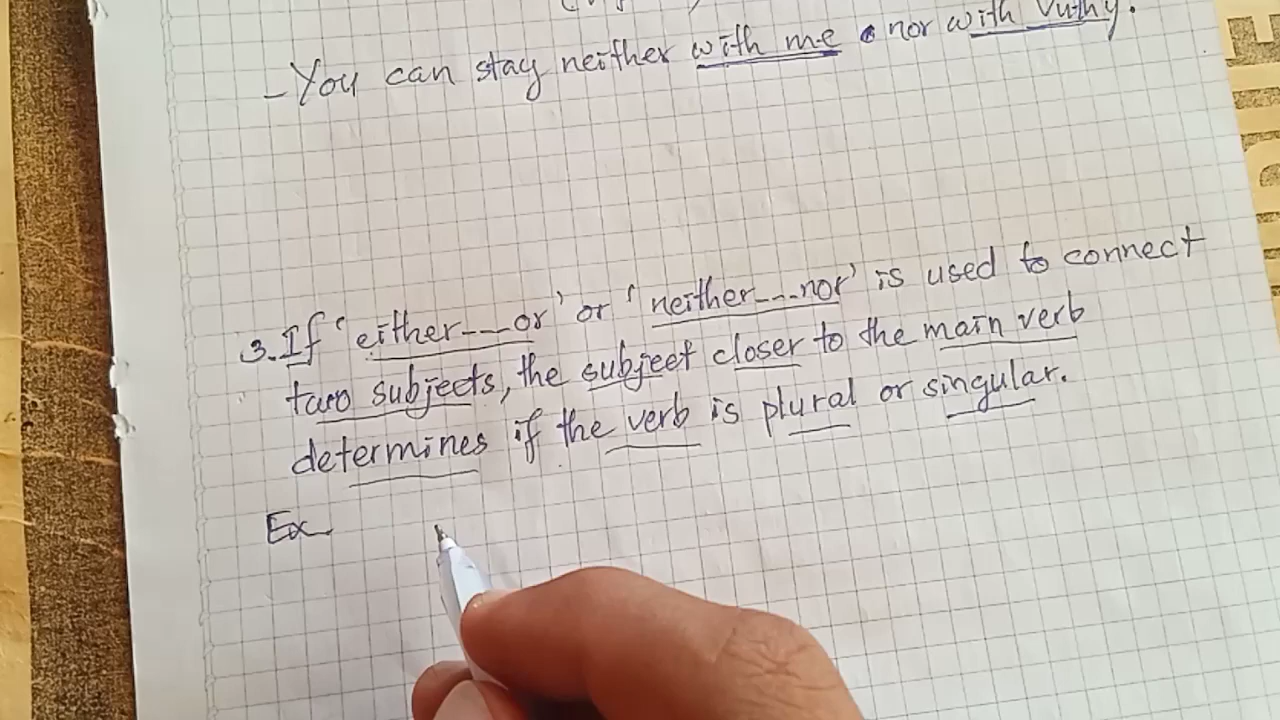 - You can stay neither with me nor with Vuthy.
3. If 'either---or' or 'neither---nor' is used to connect
two subjects, the subject closer to the main verb
determines if the verb is plural or singular.
Ex